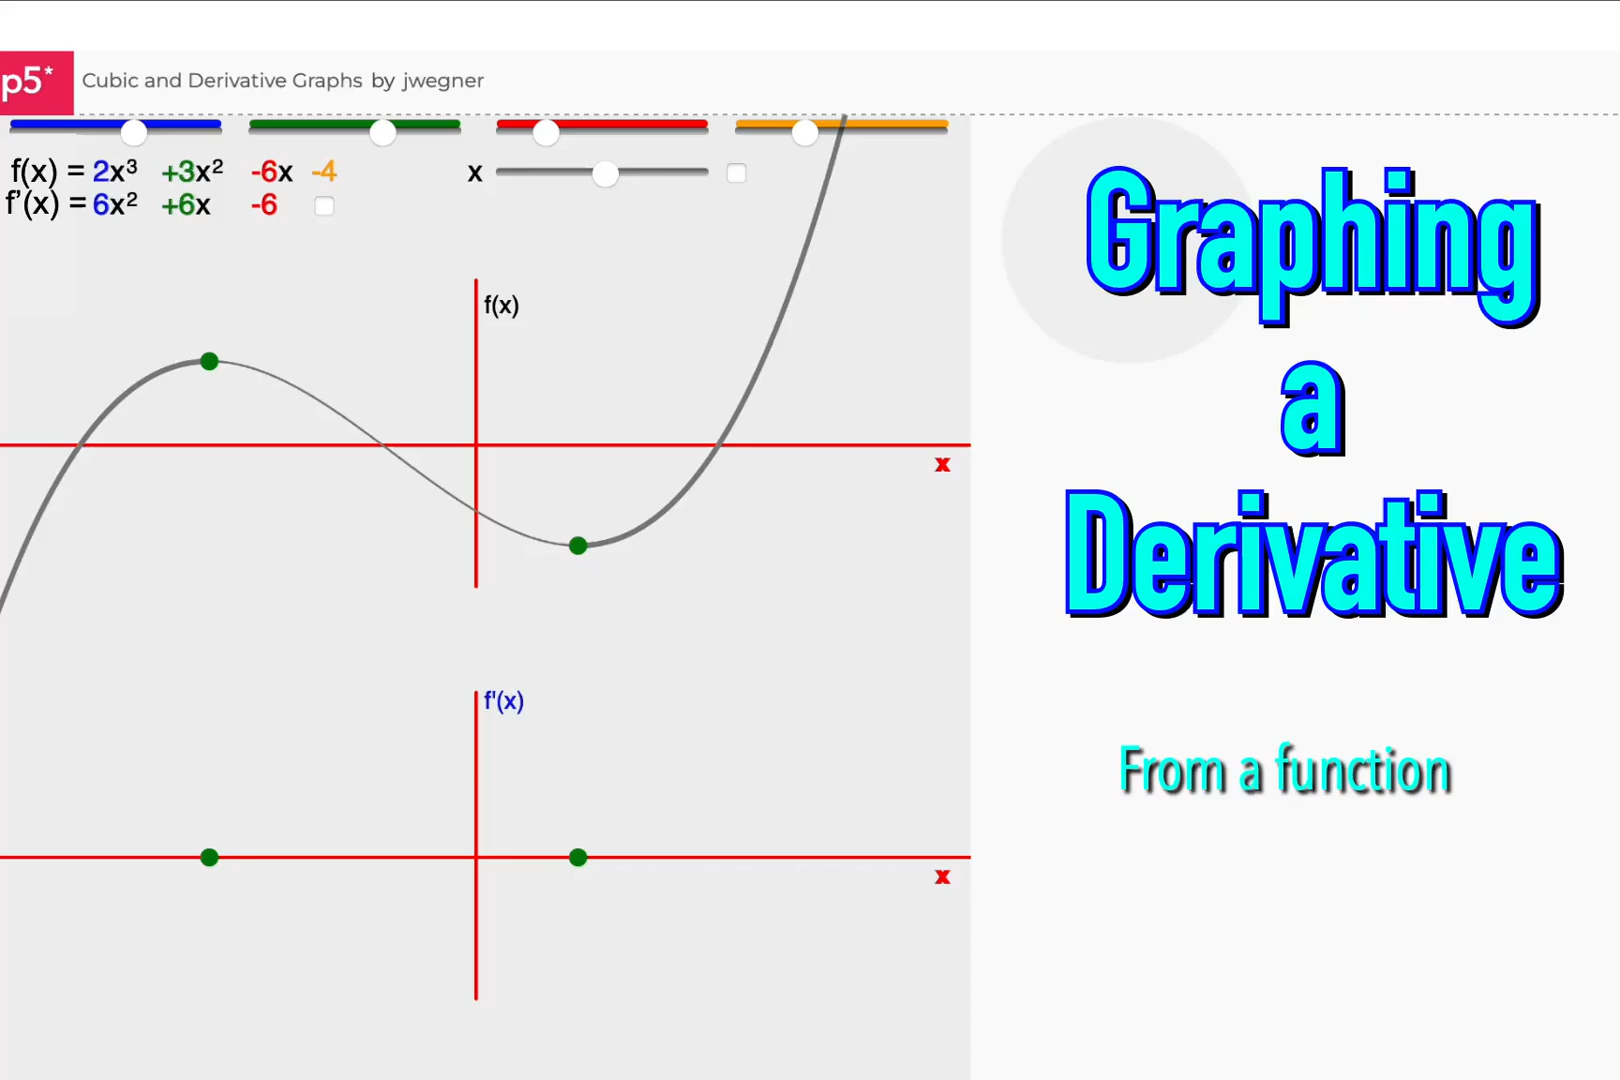 p5* Cubic and Derivative Graphs by jwegner
f(x) = 2x³ +3x² -6x -4 x
f'(x) = 6x² +6x -6
f(x)
x
f'(x)
x
Graphing
a
Derivative
From a function